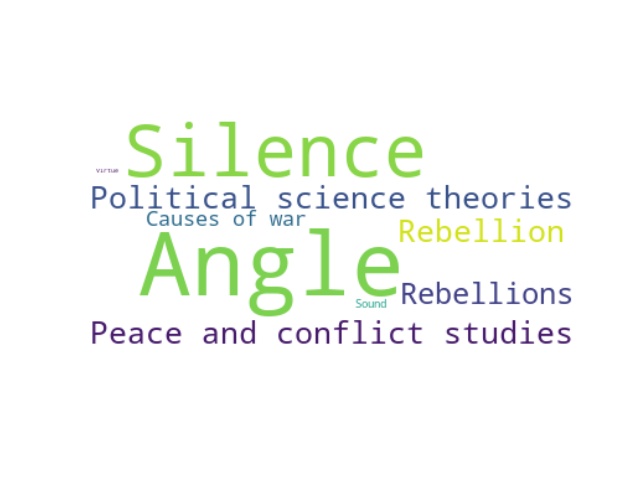 Silence
Virtue
Political science theories
Causes of war
Rebellion
Angle
Rebellions
Sound
Peace and conflict studies